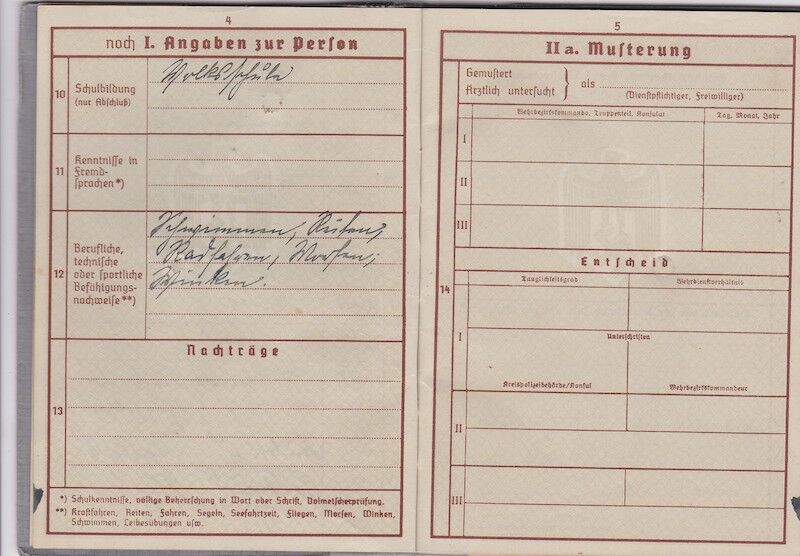 4
noch I. Angaben zur Person
10
Schulbildung
(nur Abschluß)
Volksschule
11
Kenntnisse in
Fremd-
sprachen*)
12
Berufliche,
technische
oder sportliche
Befähigungs-
nachweise**)
Schwimmen, Reiten,
Radfahren, Morsen,
Winken.
Nachträge
13
*) Schulkenntnisse, völlige Beherrschung in Wort oder Schrift, Dolmetscherprüfung.
**) Kraftfahren, Reiten, Fahren, Segeln, Seefahrtzeit, Fliegen, Morsen, Winken,
Schwimmen, Leibesübungen usw.
5
II a. Musterung
Gemustert
Ärztlich untersucht } als
(Dienstpflichtiger, Freiwilliger)
Wehrbezirkskommando, Truppenteil, Konsulat
Tag, Monat, Jahr
I
II
III
Entscheid
14
Tauglichkeitsgrad
Wehrdienstverhältnis
I
Unterschriften
Kreispolizeibehörde/Konsul
Wehrbezirkskommandeur
II
III